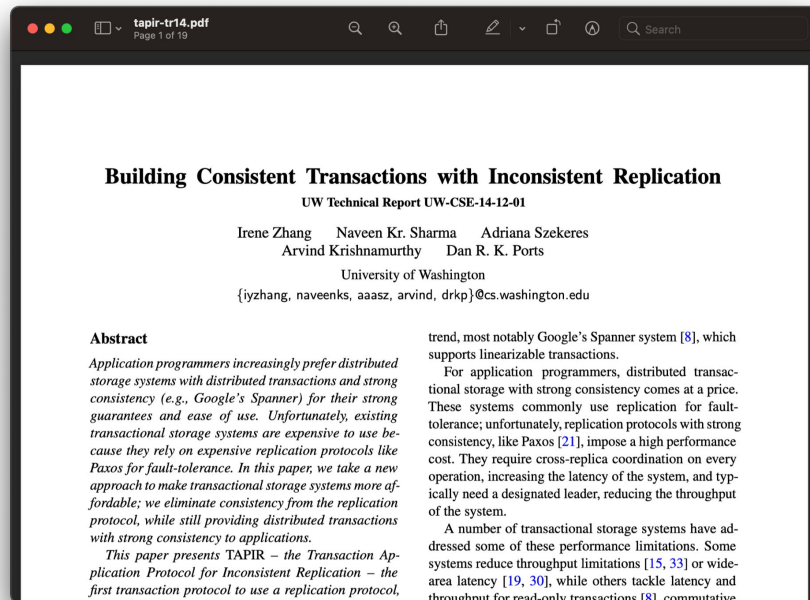 tapir-tr14.pdf
Page 1 of 19
Search
Building Consistent Transactions with Inconsistent Replication
UW Technical Report UW-CSE-14-12-01
Irene Zhang Naveen Kr. Sharma Adriana Szekeres
Arvind Krishnamurthy Dan R. K. Ports
University of Washington
{iyzhang, naveenks, aaasz, arvind, drkp}@cs.washington.edu
Abstract
Application programmers increasingly prefer distributed
storage systems with distributed transactions and strong
consistency (e.g., Google's Spanner) for their strong
guarantees and ease of use. Unfortunately, existing
transactional storage systems are expensive to use be-
cause they rely on expensive replication protocols like
Paxos for fault-tolerance. In this paper, we take a new
approach to make transactional storage systems more af-
fordable; we eliminate consistency from the replication
protocol, while still providing distributed transactions
with strong consistency to applications.
This paper presents TAPIR – the Transaction Ap-
plication Protocol for Inconsistent Replication – the
first transaction protocol to use a replication protocol,
trend, most notably Google's Spanner system [8], which
supports linearizable transactions.
For application programmers, distributed transac-
tional storage with strong consistency comes at a price.
These systems commonly use replication for fault-
tolerance; unfortunately, replication protocols with strong
consistency, like Paxos [21], impose a high performance
cost. They require cross-replica coordination on every
operation, increasing the latency of the system, and typ-
ically need a designated leader, reducing the throughput
of the system.
A number of transactional storage systems have ad-
dressed some of these performance limitations. Some
systems reduce throughput limitations [15, 33] or wide-
area latency [19, 30], while others tackle latency and
throughput for read-only transactions [8], commutative